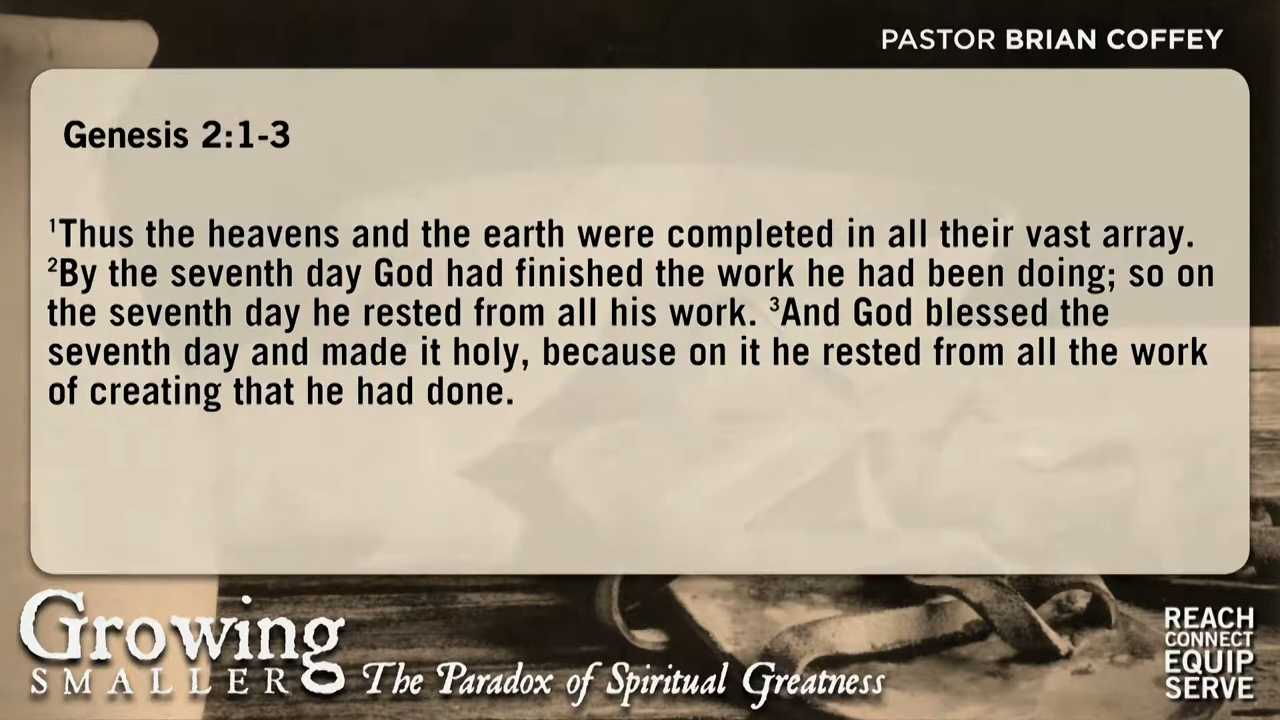 PASTOR BRIAN COFFEY
Genesis 2:1-3
¹Thus the heavens and the earth were completed in all their vast array.
²By the seventh day God had finished the work he had been doing; so on
the seventh day he rested from all his work. ³And God blessed the
seventh day and made it holy, because on it he rested from all the work
of creating that he had done.
Growing
SMALLER The Paradox of Spiritual Greatness
REACH
CONNECT
EQUIP
SERVE